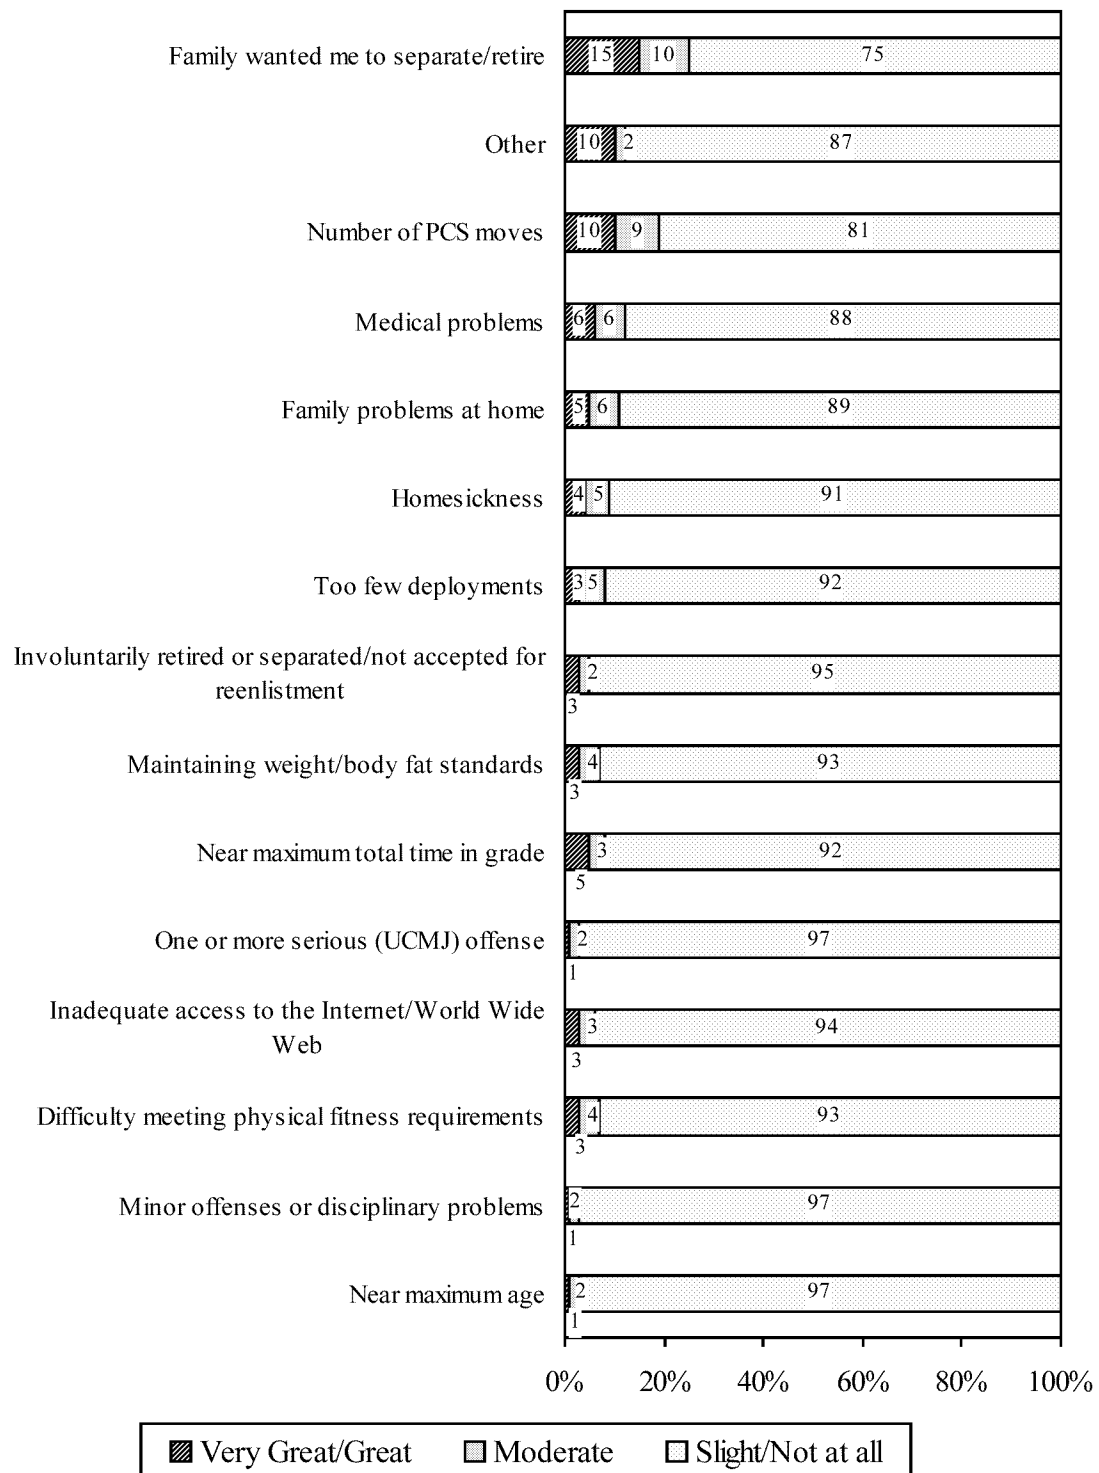 Family wanted me to separate/retire 15 10 75
Other 10 2 87
Number of PCS moves 10 9 81
Medical problems 6 6 88
Family problems at home 5 6 89
Homesickness 4 5 91
Too few deployments 3 5 92
Involuntarily retired or separated/not accepted for
reenlistment
2 95
3
Maintaining weight/body fat standards 4 93
3
Near maximum total time in grade 3 92
5
One or more serious (UCMJ) offense 2 97
1
Inadequate access to the Internet/World Wide
Web
3 94
3
Difficulty meeting physical fitness requirements 4 93
3
Minor offenses or disciplinary problems 2 97
1
Near maximum age 2 97
1
0% 20% 40% 60% 80% 100%
Very Great/Great Moderate Slight/Not at all